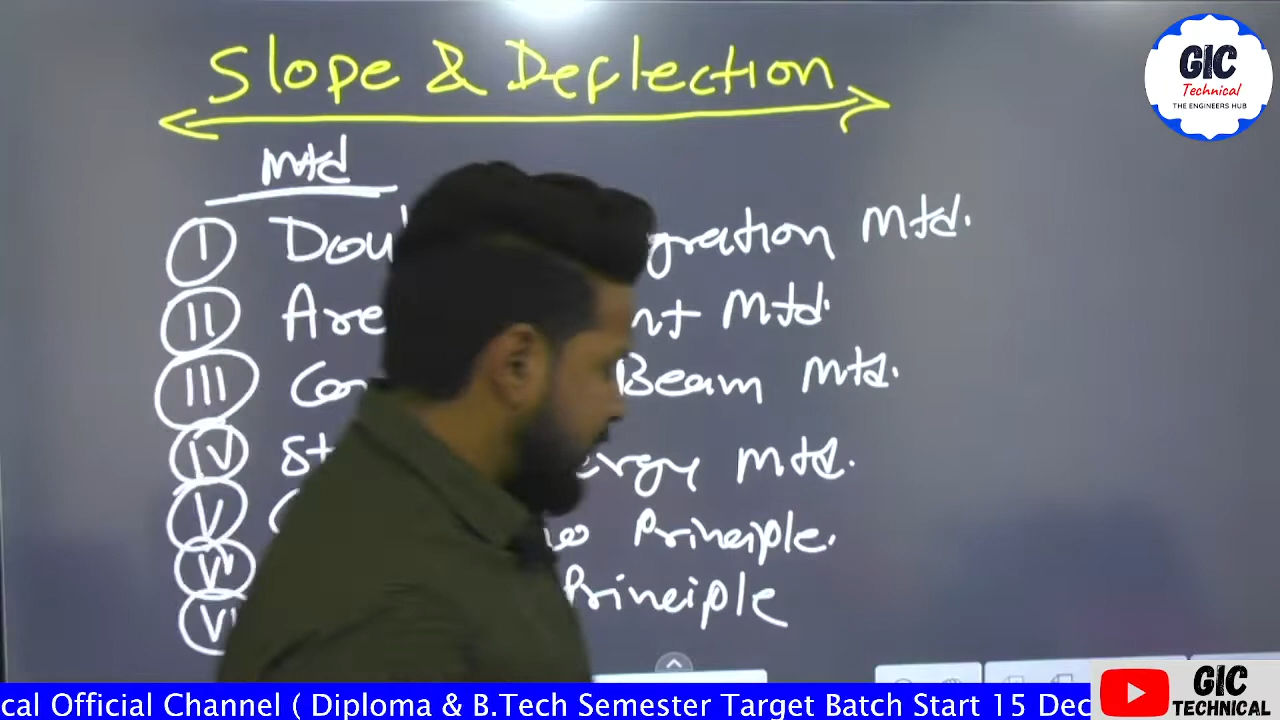 Slope & Deflection
GIC
Technical
THE ENGINEERS HUB
Mtd
I Dou gration Mtd.
II Are nt Mtd.
III Con Beam Mtd.
IV St ergy Mtd.
V Principle.
VI Principle
cal Official Channel ( Diploma & B.Tech Semester Target Batch Start 15 Dec
GIC
TECHNICAL